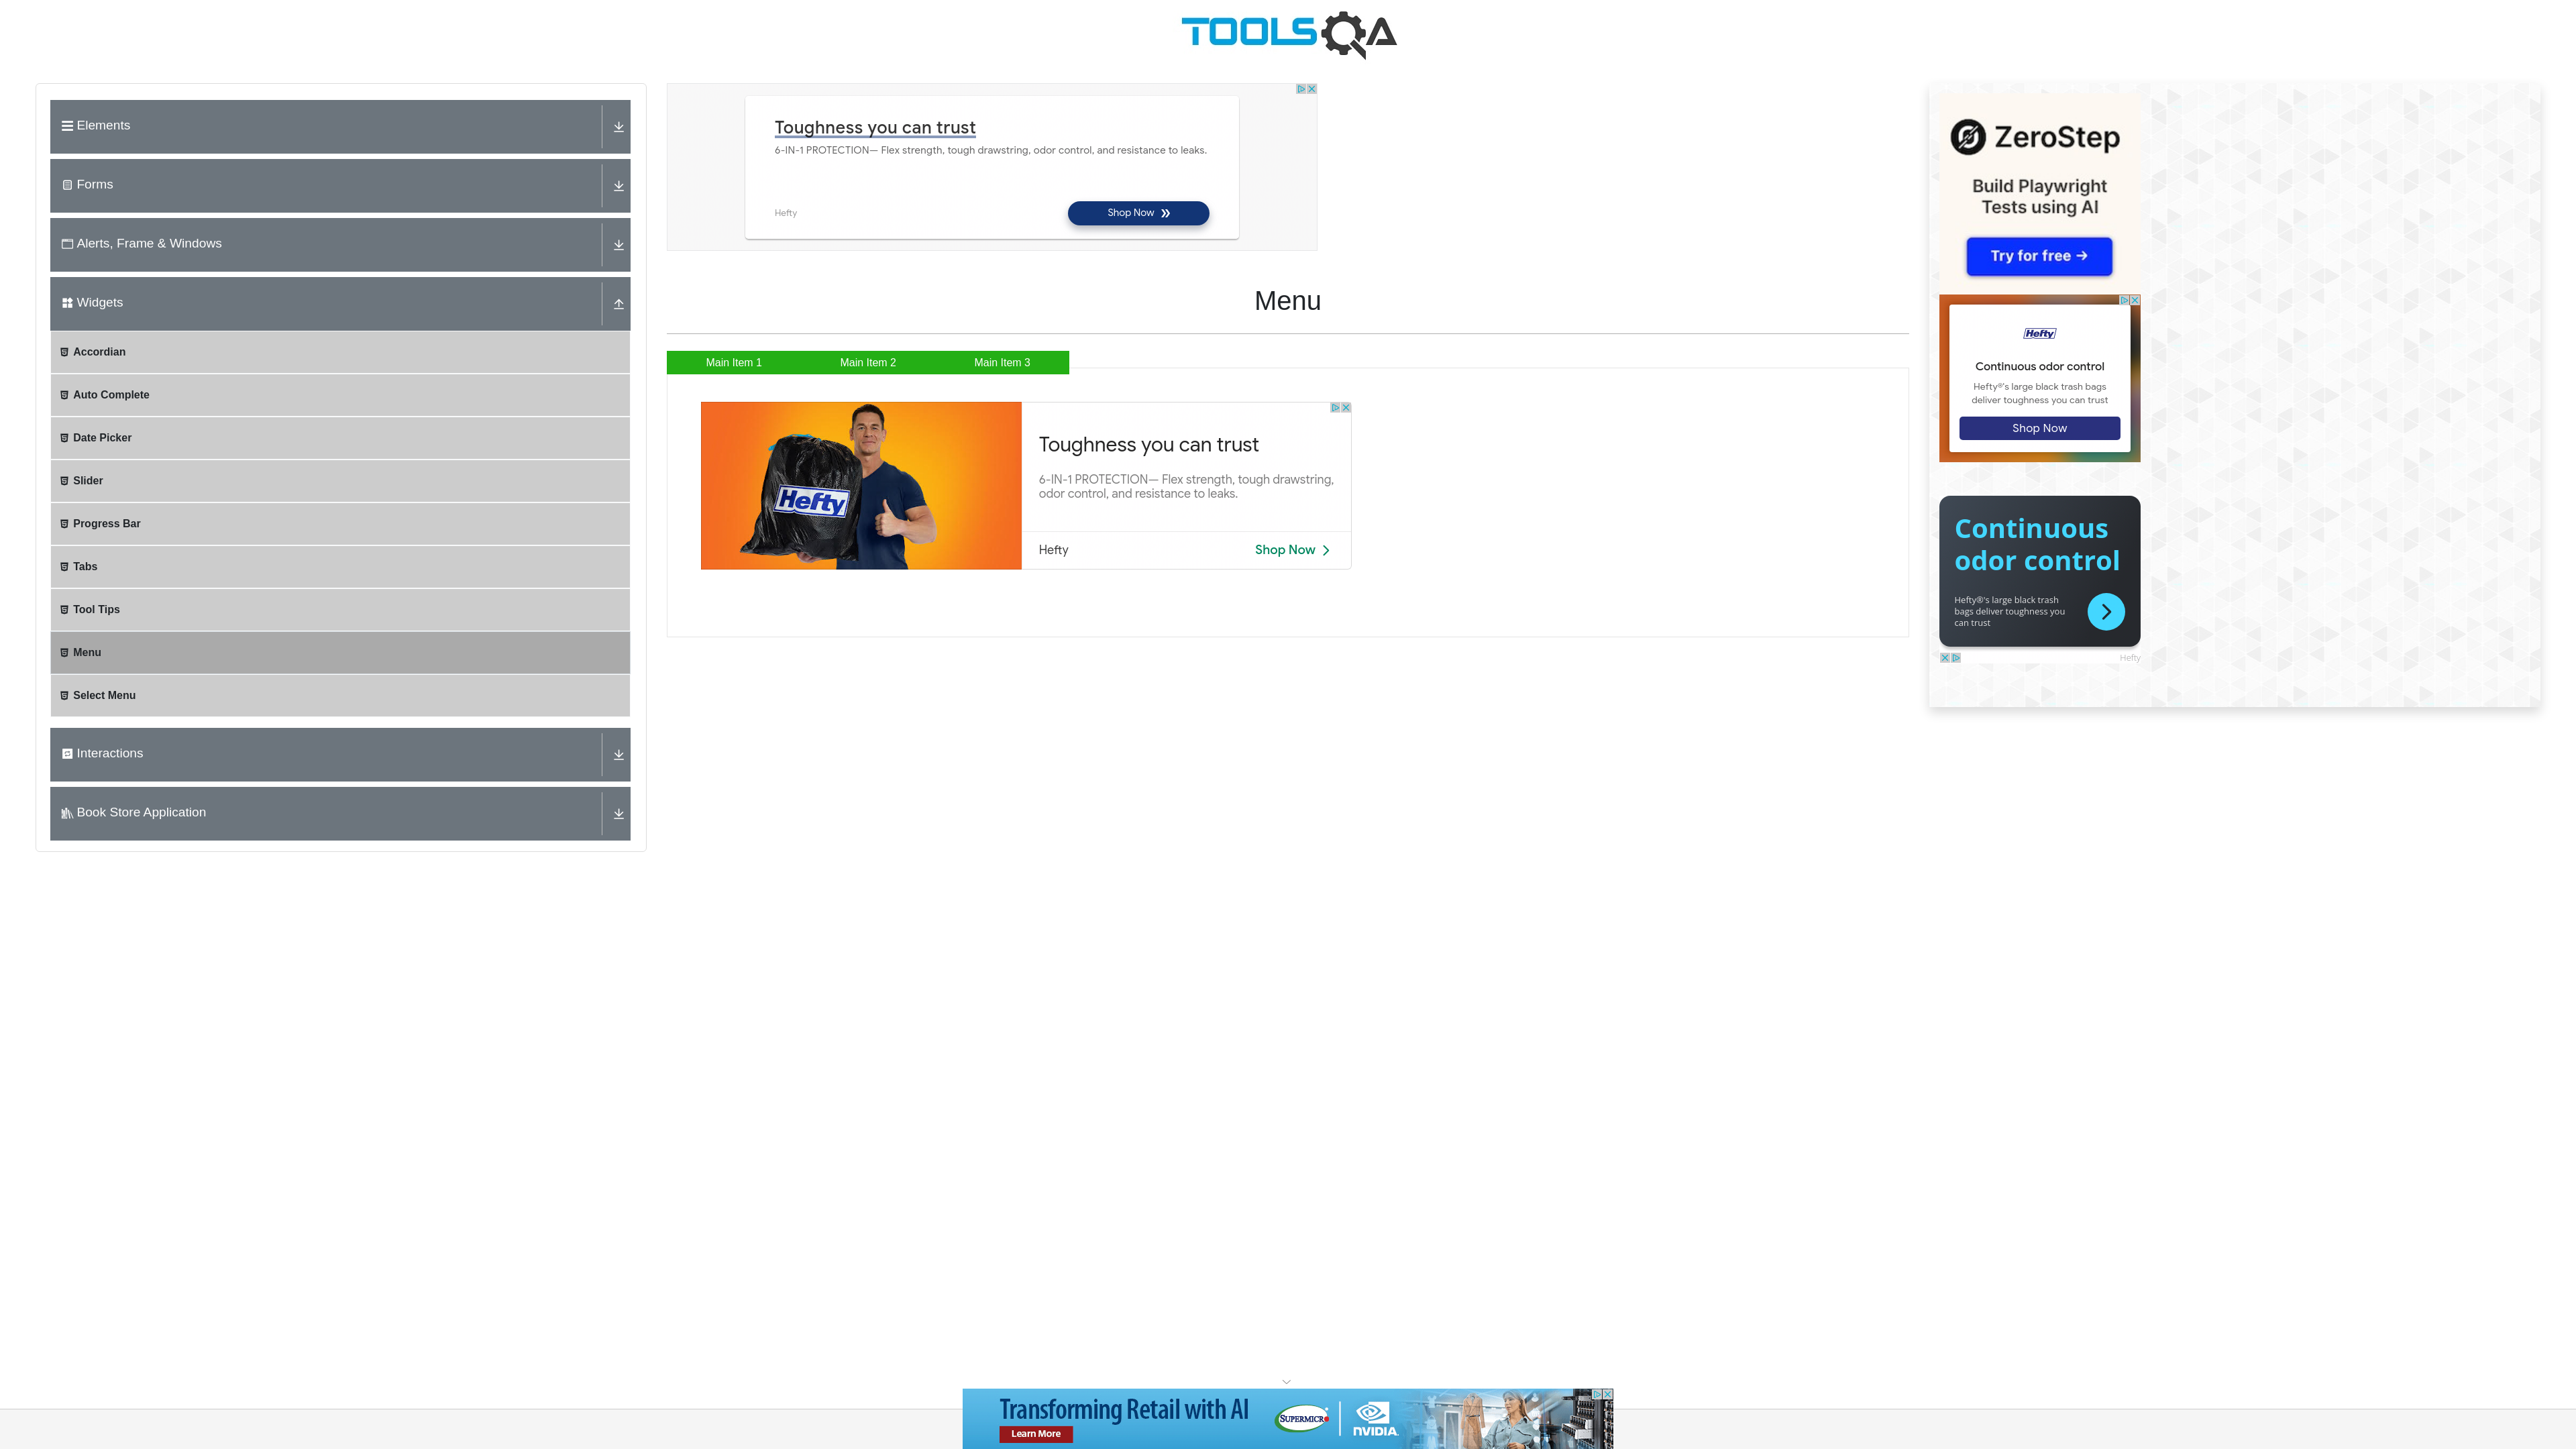 TOOLSQA
Elements
Forms
Alerts, Frame & Windows
Widgets
Accordian
Auto Complete
Date Picker
Slider
Progress Bar
Tabs
Tool Tips
Menu
Select Menu
Interactions
Book Store Application
Toughness you can trust
6-IN-1 PROTECTION— Flex strength, tough drawstring, odor control, and resistance to leaks.
Hefty
Shop Now
Menu
Main Item 1
Main Item 2
Main Item 3
Hefty
Toughness you can trust
6-IN-1 PROTECTION— Flex strength, tough drawstring,
odor control, and resistance to leaks.
Hefty
Shop Now
ZeroStep
Build Playwright
Tests using AI
Try for free →
Hefty
Continuous odor control
Hefty®'s large black trash bags
deliver toughness you can trust
Shop Now
Continuous
odor control
Hefty®'s large black trash
bags deliver toughness you
can trust
Hefty
Transforming Retail with AI
Learn More
SUPERMICR
NVIDIA